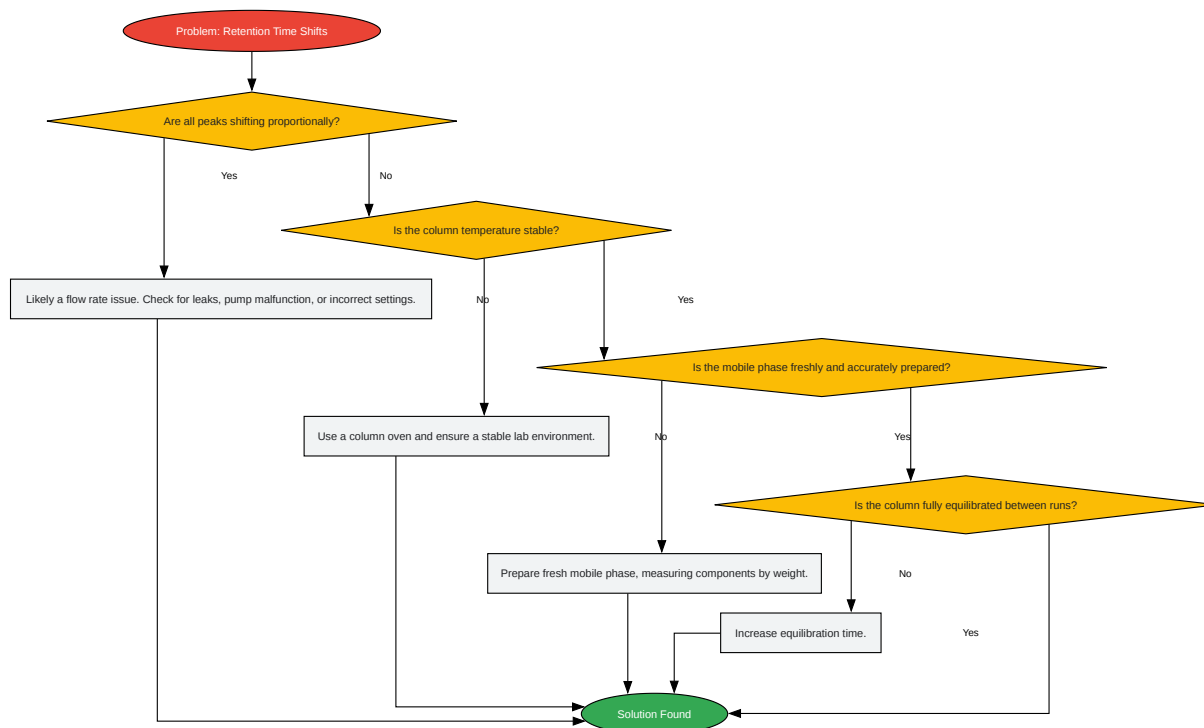 Problem: Retention Time Shifts
Are all peaks shifting proportionally?
Yes
No
Is the column temperature stable?
Likely a flow rate issue. Check for leaks, pump malfunction, or incorrect settings.
No
Yes
Is the mobile phase freshly and accurately prepared?
Use a column oven and ensure a stable lab environment.
No
Yes
Is the column fully equilibrated between runs?
Prepare fresh mobile phase, measuring components by weight.
No
Increase equilibration time.
Yes
Solution Found